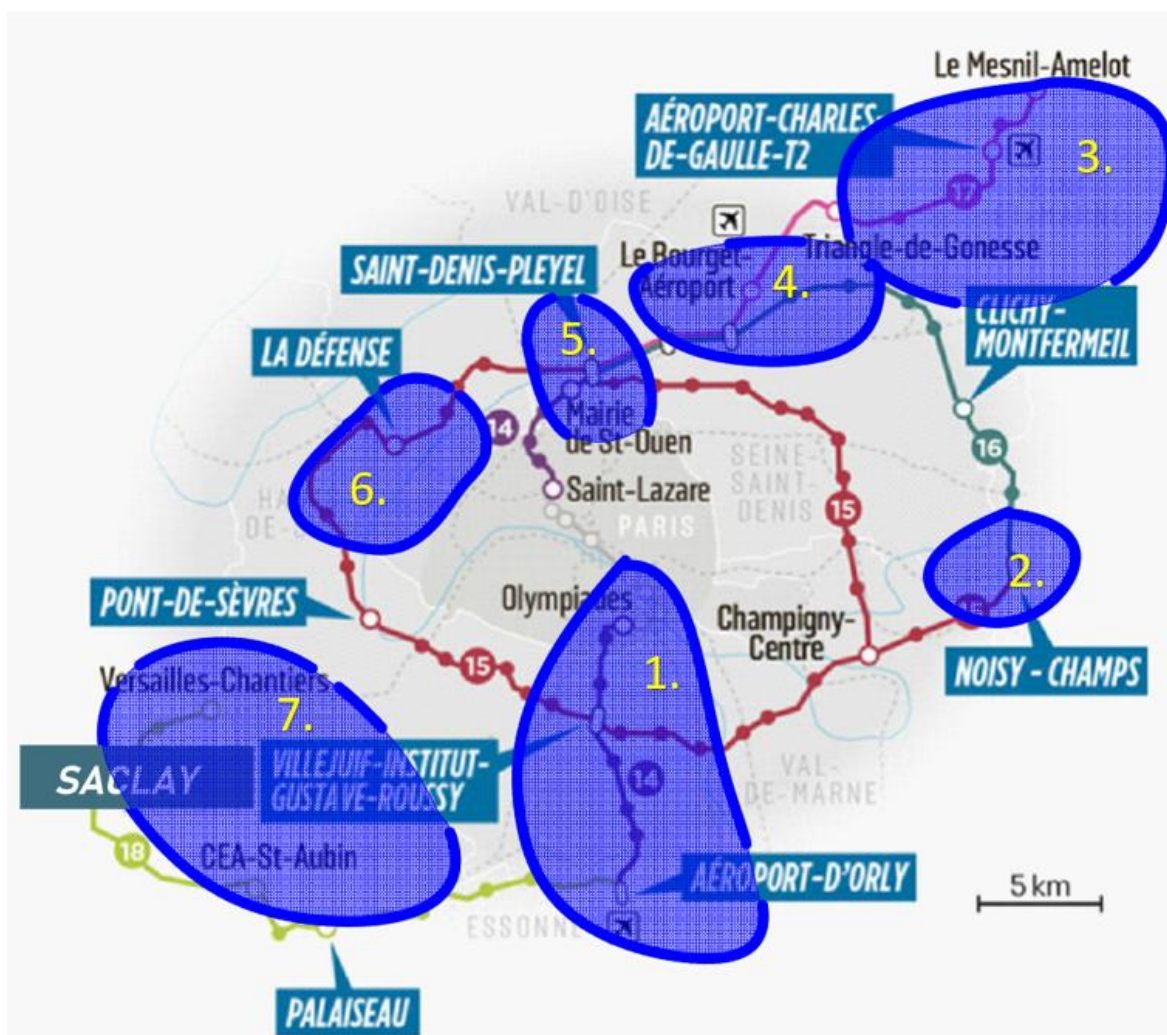 Le Mesnil-Amelot
AÉROPORT-CHARLES-
DE-GAULLE-T2
3.
17
VAL-D'OISE
Triangle-de-Gonesse
Le Bourget-
Aéroport
4.
SAINT-DENIS-PLEYEL
5.
CLICHY-
MONTFERMEIL
LA DÉFENSE
Mairie
de St-Ouen
14
16
SEINE
SAINT-
DENIS
6.
Saint-Lazare
15
PARIS
2.
PONT-DE-SÈVRES
Olympiades
Champigny-
Centre
15
NOISY - CHAMPS
15
1.
Versailles-Chantiers
7.
VILLEJUIF-INSTITUT-
GUSTAVE-ROUSSY
SACLAY
14
VAL-
DE-MARNE
18
CEA-St-Aubin
AÉROPORT-D'ORLY
5 km
ESSONNE
PALAISEAU